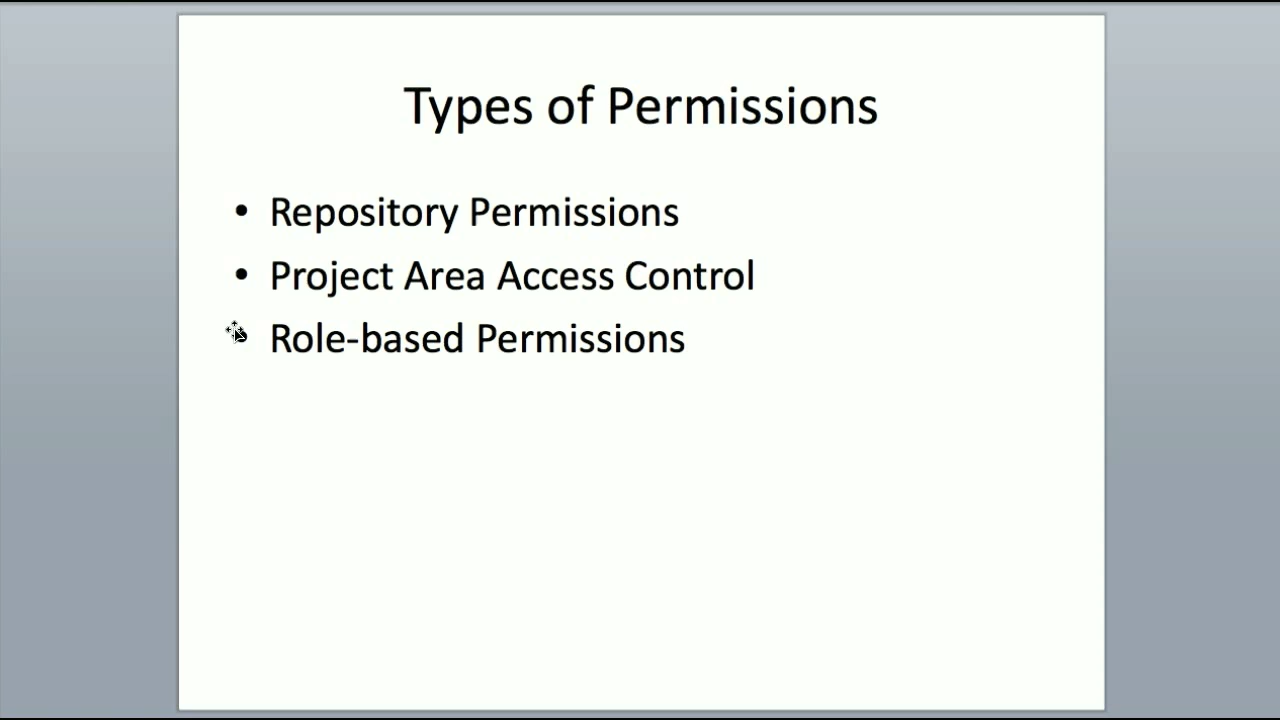 Types of Permissions
• Repository Permissions
• Project Area Access Control
• Role-based Permissions